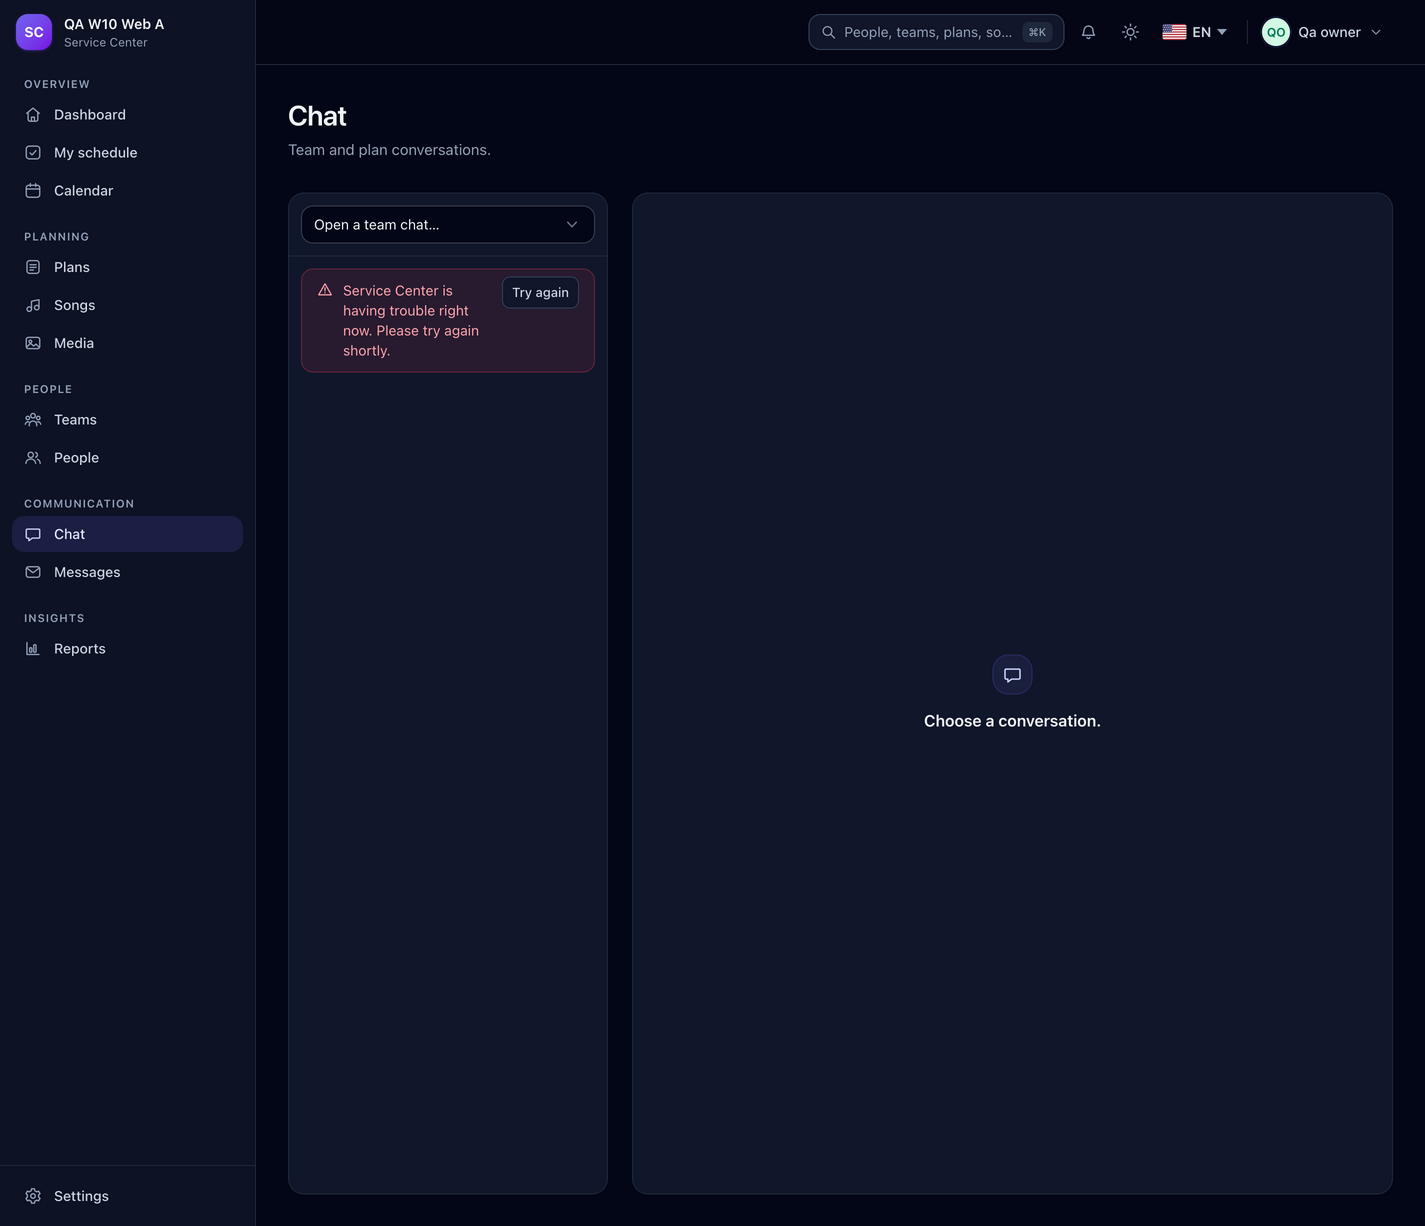 SC
QA W10 Web A
Service Center
People, teams, plans, so...
⌘K
EN
QO
Qa owner
OVERVIEW
Dashboard
My schedule
Calendar
PLANNING
Plans
Songs
Media
PEOPLE
Teams
People
COMMUNICATION
Chat
Messages
INSIGHTS
Reports
Settings
Chat
Team and plan conversations.
Open a team chat...
Service Center is
having trouble right
now. Please try again
shortly.
Try again
Choose a conversation.